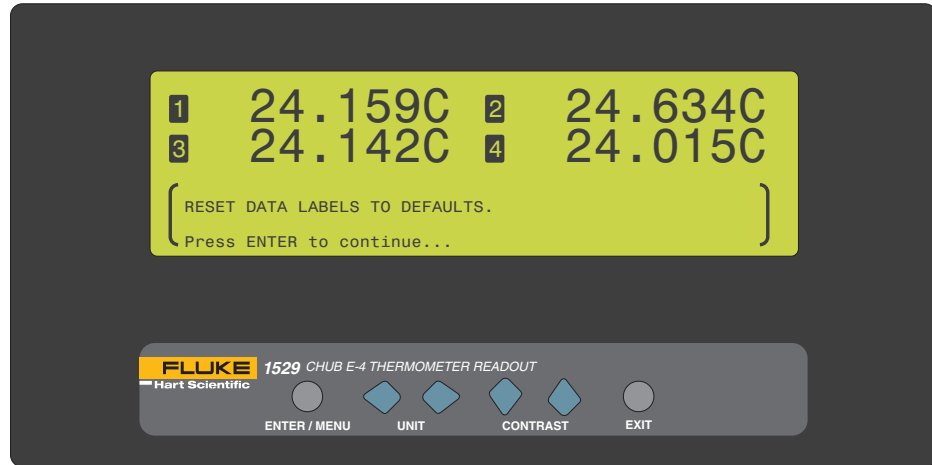 1 24.159C 2 24.634C
3 24.142C 4 24.015C
RESET DATA LABELS TO DEFAULTS.
Press ENTER to continue...
FLUKE
Hart Scientific
1529 CHUB E-4 THERMOMETER READOUT
ENTER / MENU UNIT CONTRAST EXIT